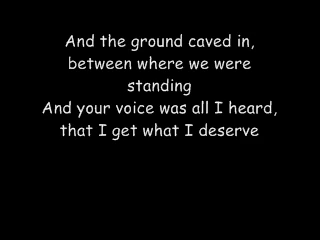 And the ground caved in,
between where we were
standing
And your voice was all I heard,
that I get what I deserve